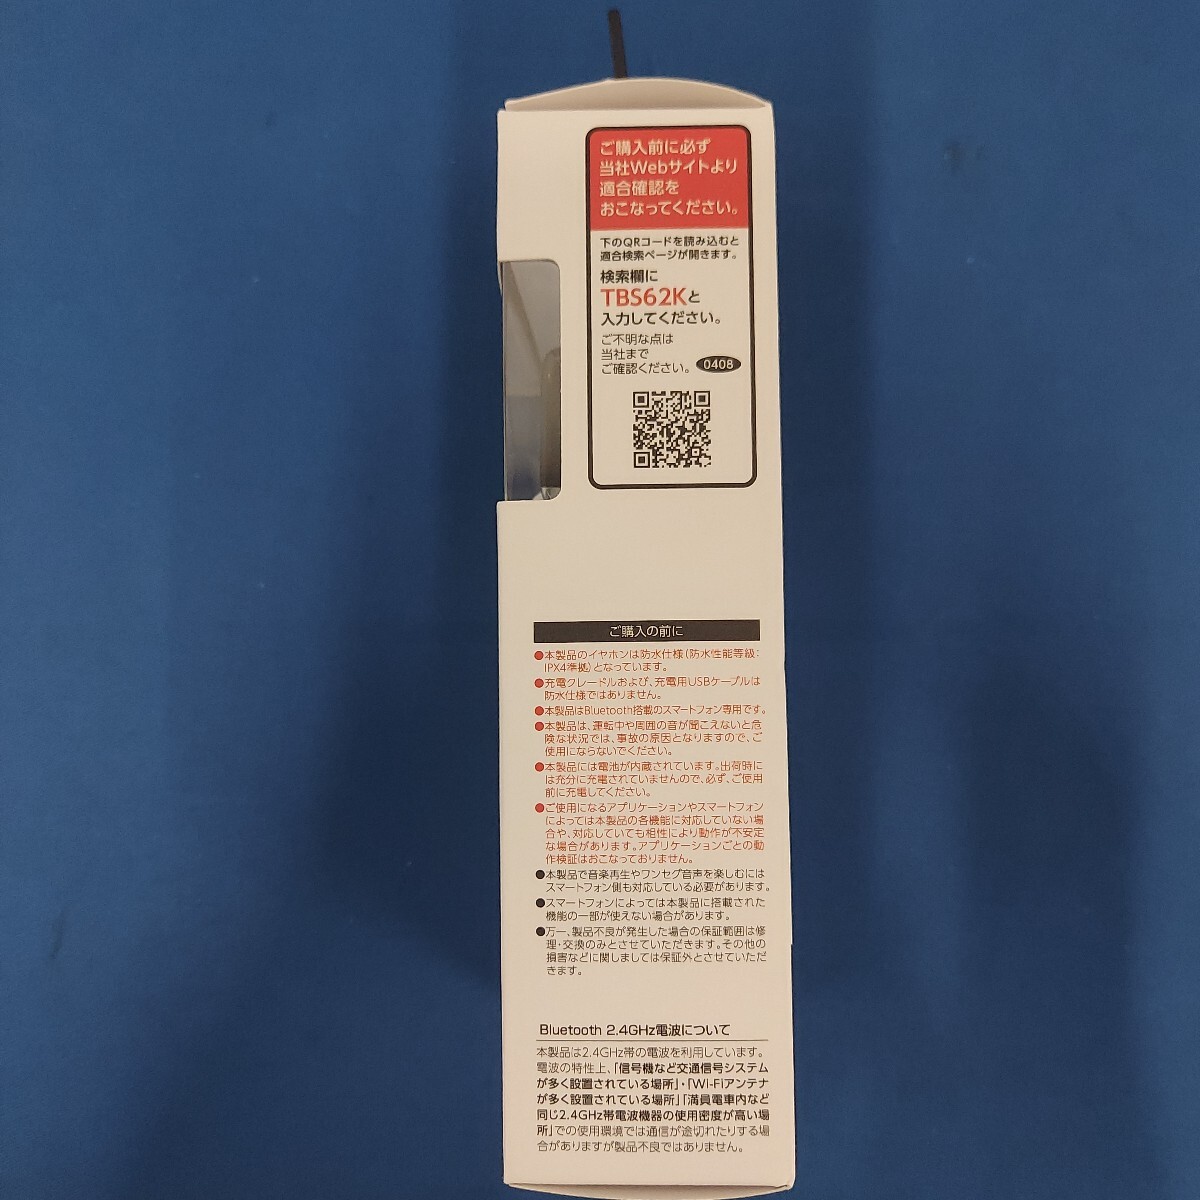 ご購入前に必ず
当社Webサイトより
適合確認を
おこなってください。
下のQRコードを読み込むと
適合検索ページが開きます。
検索欄に
TBS62Kと
入力してください。
ご不明な点は
当社まで
ご確認ください。 0408
ご購入の前に
●本製品のイヤホンは防水仕様(防水性能等級:
IPX4準拠)となっています。
●充電クレードルおよび、充電用USBケーブルは
防水仕様ではありません。
●本製品はBluetooth搭載のスマートフォン専用です。
●本製品は、運転中や周囲の音が聞こえないと危
険な状況では、事故の原因となりますので、ご
使用にならないでください。
●本製品には電池が内蔵されています。出荷時に
は充分に充電されていませんので、必ず、ご使用
前に充電してください。
●ご使用になるアプリケーションやスマートフォン
によっては本製品の各機能に対応していない場
合や、対応していても相性により動作が不安定
な場合があります。アプリケーションごとの動
作検証はおこなっておりません。
●本製品で音楽再生やワンセグ音声を楽しむには
スマートフォン側も対応している必要があります。
●スマートフォンによっては本製品に搭載された
機能の一部が使えない場合があります。
●万一、製品不良が発生した場合の保証範囲は修
理・交換のみとさせていただきます。その他の
損害などに関しましては保証外とさせていただ
きます。
Bluetooth 2.4GHz電波について
本製品は2.4GHz帯の電波を利用しています。
電波の特性上、「信号機など交通信号システム
が多く設置されている場所」・「Wi-Fiアンテナ
が多く設置されている場所」「満員電車内など
同じ2.4GHz帯電波機器の使用密度が高い場
所」での使用環境では通信が途切れたりする場
合がありますが製品不良ではありません。